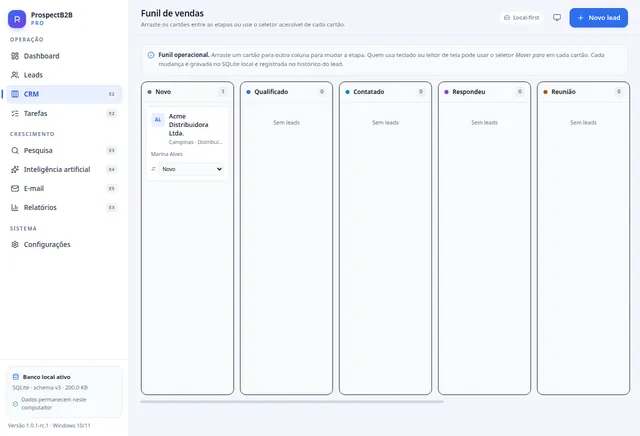 R
ProspectB2B
PRO
OPERAÇÃO
Dashboard
Leads
CRM E2
Tarefas E2
CRESCIMENTO
Pesquisa E3
Inteligência artificial E4
E-mail E5
Relatórios E3
SISTEMA
Configurações
Banco local ativo
SQLite · schema v3 · 200.0 KB
Dados permanecem neste
computador
Versão 1.0.1-rc.1 · Windows 10/11
Funil de vendas
Arraste os cartões entre as etapas ou use o seletor acessível de cada cartão.
Local-first
+ Novo lead
Funil operacional. Arraste um cartão para outra coluna para mudar a etapa. Quem usa teclado ou leitor de tela pode usar o seletor Mover para em cada cartão. Cada
mudança é gravada no SQLite local e registrada no histórico do lead.
Novo 1
AL
Acme
Distribuidora
Ltda.
Campinas · Distribui...
Marina Alves
Novo
Qualificado 0
Sem leads
Contatado 0
Sem leads
Respondeu 0
Sem leads
Reunião 0
Sem leads